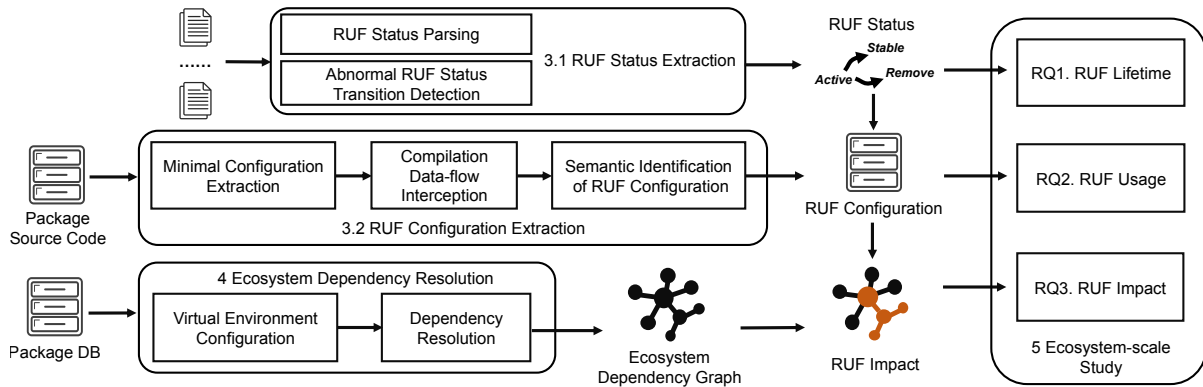 ......
RUF Status Parsing
Abnormal RUF Status
Transition Detection
3.1 RUF Status Extraction
RUF Status
Stable
Active
Remove
RQ1. RUF Lifetime
Package
Source Code
Minimal Configuration
Extraction
Compilation
Data-flow
Interception
Semantic Identification
of RUF Configuration
3.2 RUF Configuration Extraction
RUF Configuration
RQ2. RUF Usage
Package DB
4 Ecosystem Dependency Resolution
Virtual Environment
Configuration
Dependency
Resolution
Ecosystem
Dependency Graph
RUF Impact
RQ3. RUF Impact
5 Ecosystem-scale
Study